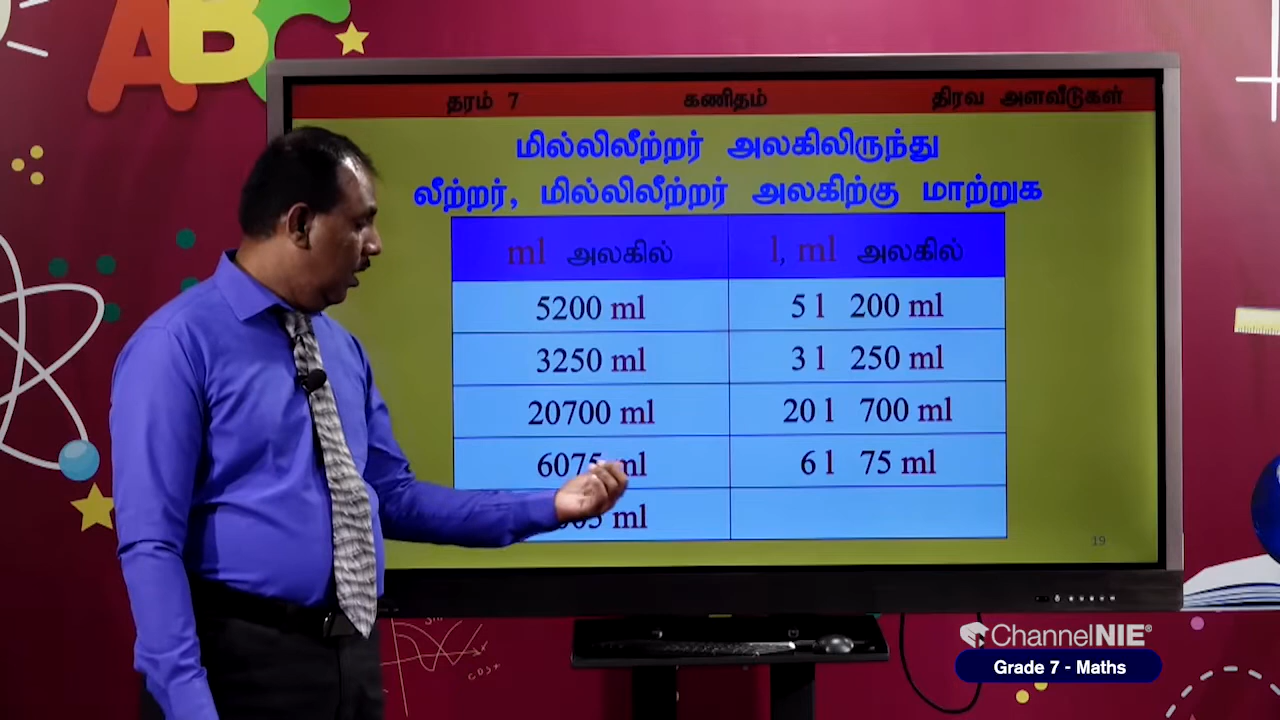 ABC
தரம் 7 கணிதம் திரவ அளவீடுகள்
மில்லிலீற்றர் அலகிலிருந்து
லீற்றர், மில்லிலீற்றர் அலகிற்கு மாற்றுக
ml அலகில் l, ml அலகில்
5200 ml 5 l 200 ml
3250 ml 3 l 250 ml
20700 ml 20 l 700 ml
6075 ml 6 l 75 ml
ml
19
ChannelNIE®
Grade 7 - Maths